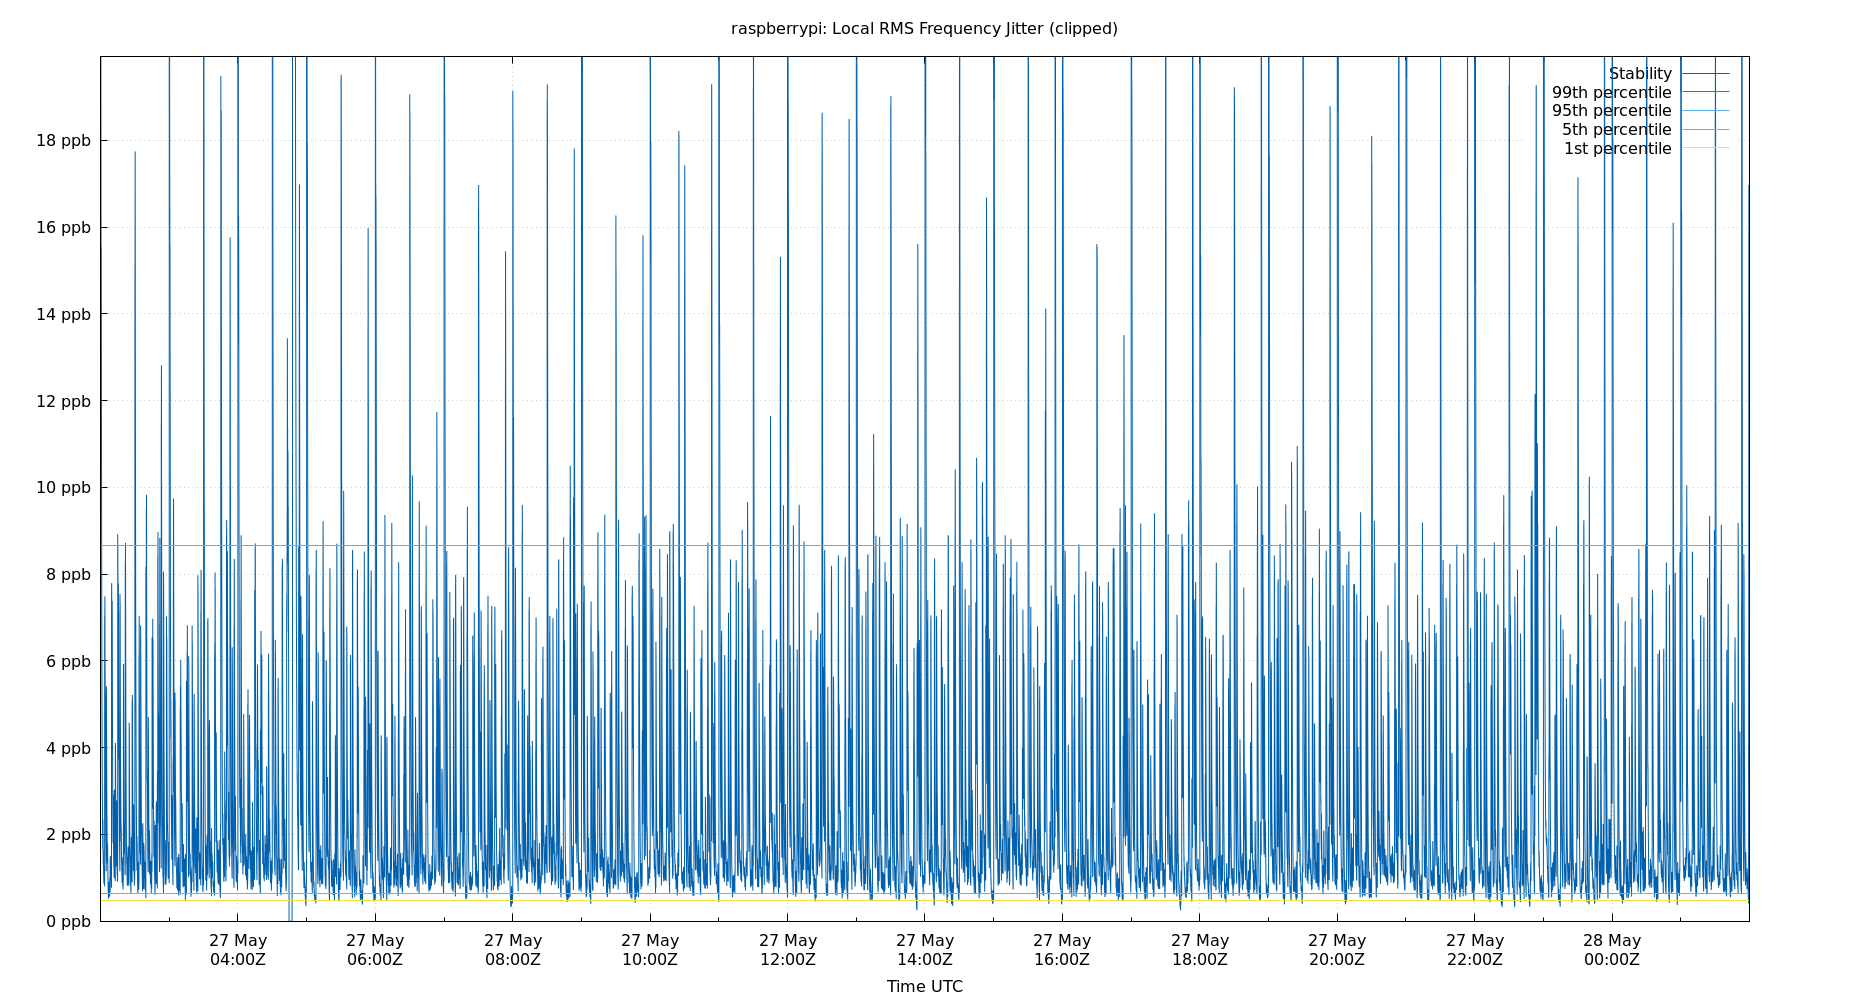 raspberrypi: Local RMS Frequency Jitter (clipped)
Stability
99th percentile
95th percentile
5th percentile
1st percentile
18 ppb
16 ppb
14 ppb
12 ppb
10 ppb
8 ppb
6 ppb
4 ppb
2 ppb
0 ppb
27 May 27 May 27 May 27 May 27 May 27 May 27 May 27 May 27 May 27 May 28 May
04:00Z 06:00Z 08:00Z 10:00Z 12:00Z 14:00Z 16:00Z 18:00Z 20:00Z 22:00Z 00:00Z
Time UTC